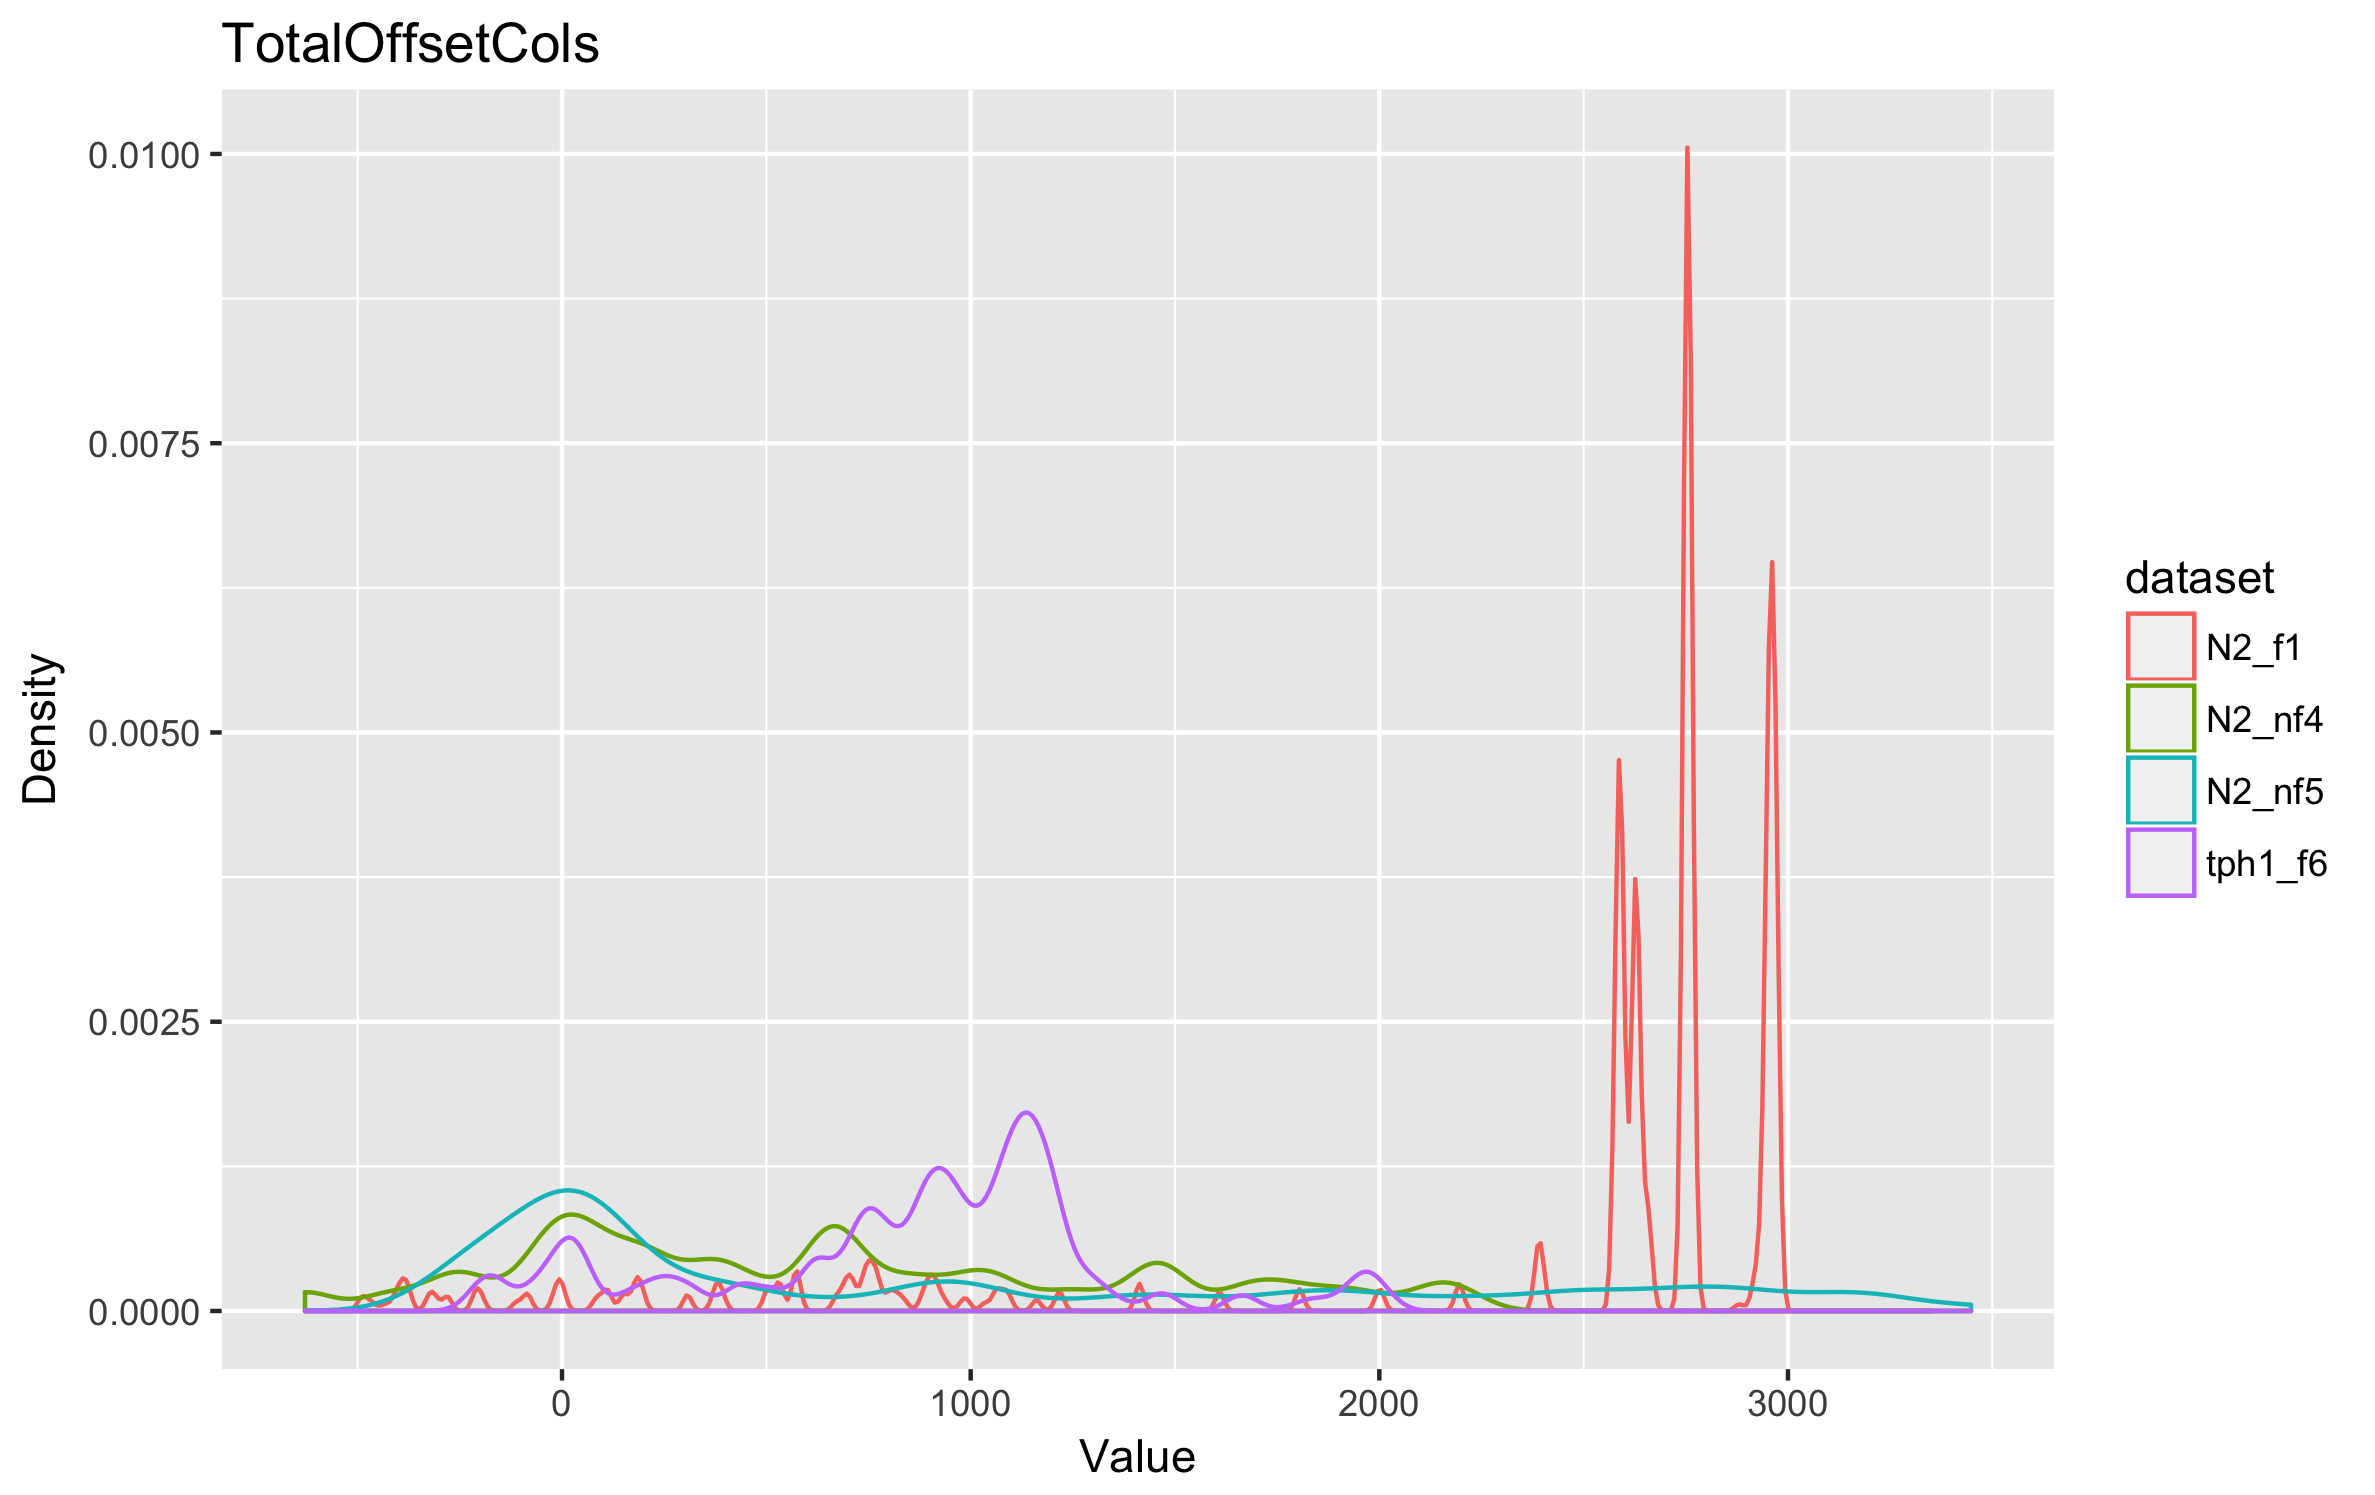 TotalOffsetCols
0.0100
0.0075
0.0050
0.0025
0.0000
Density
0
1000
2000
3000
Value
dataset
N2_f1
N2_nf4
N2_nf5
tph1_f6